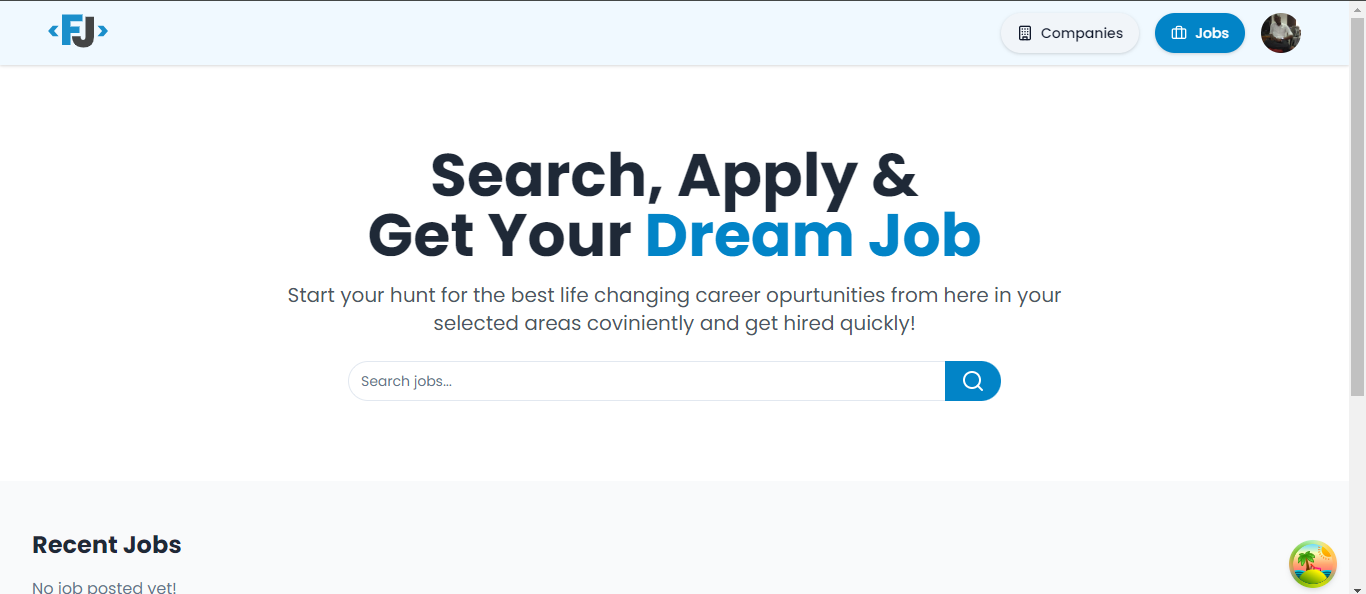 <FJ>
Companies
Jobs
Search, Apply &
Get Your Dream Job
Start your hunt for the best life changing career opurtunities from here in your
selected areas coviniently and get hired quickly!
Search jobs...
Recent Jobs
No job posted yet!